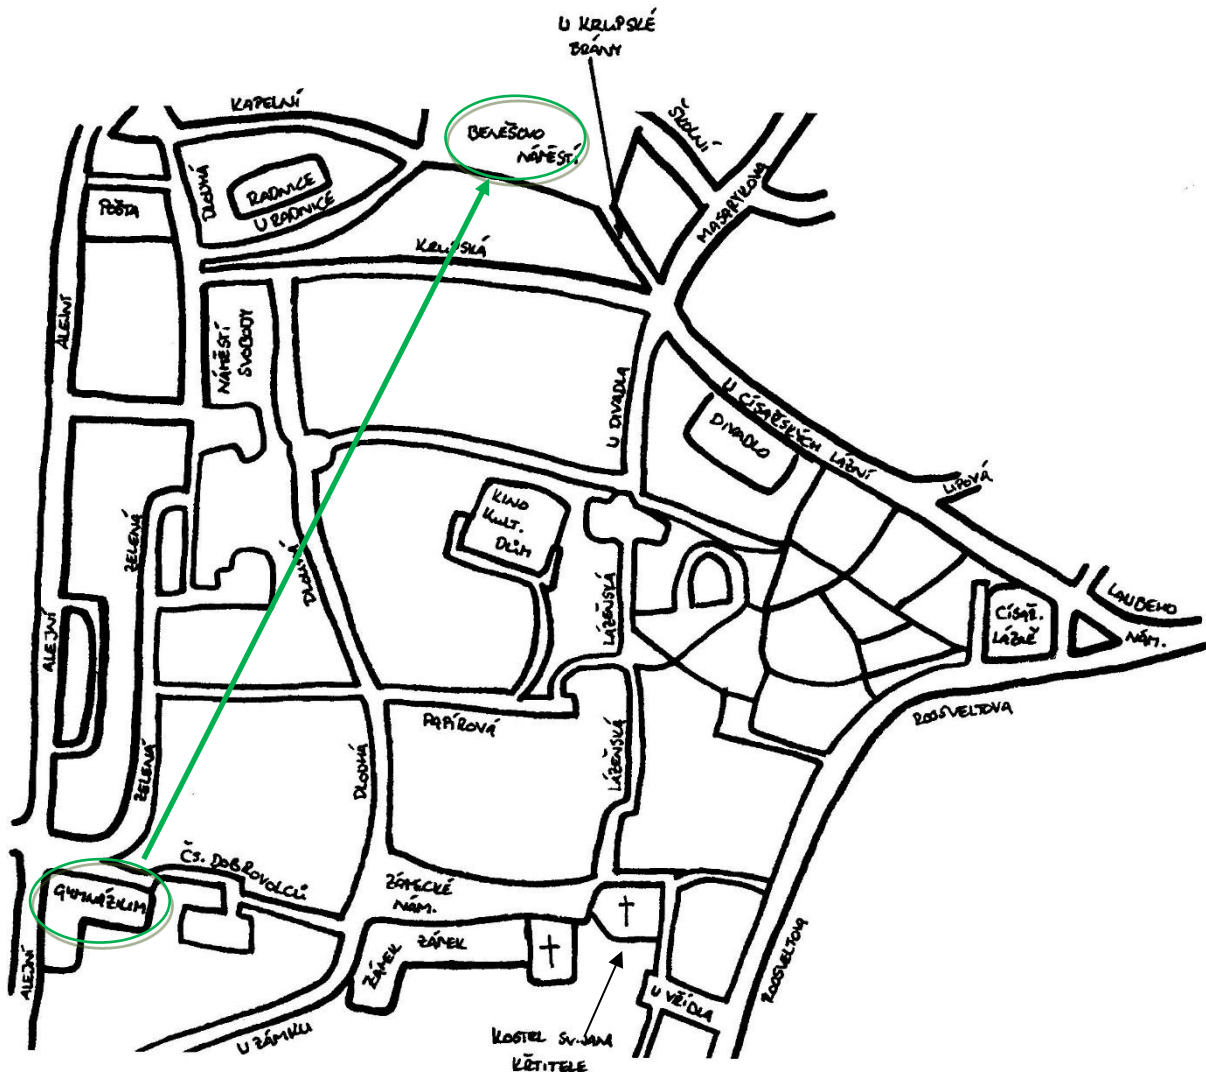 U KRUPSKÉ
BRÁNY
KAPELNÍ
BENEŠOVO
NÁMĚSTÍ
ŠKOLNÍ
MASARYKOVA
DLOUHÁ
RADNICE
U RADNICE
POŠTA
KRUPSKÁ
ALEJNÍ
NÁMĚSTÍ
SVOBODY
U DIVADLA
U CÍSAŘSKÝCH LÁZNÍ
DIVADLO
LIPOVÁ
KINO
KULT.
DŮM
ZELENÁ
DLOUHÁ
LÁZEŇSKÁ
LAUBEHO
NÁM.
CÍSAŘ.
LÁZNĚ
ALEJNÍ
ROOSVELTOVA
PAPÍROVÁ
ZELENÁ
DLOUHÁ
LÁZEŇSKÁ
ČS. DOBROVOLCŮ
GYMNÁZIUM
ZÁMECKÉ
NÁM.
ZÁMEK
ZÁMEK
ALEJNÍ
ROOSVELTOVA
U VŘÍDLA
U ZÁMKU
KOSTEL SV. JANA
KŘTITELE